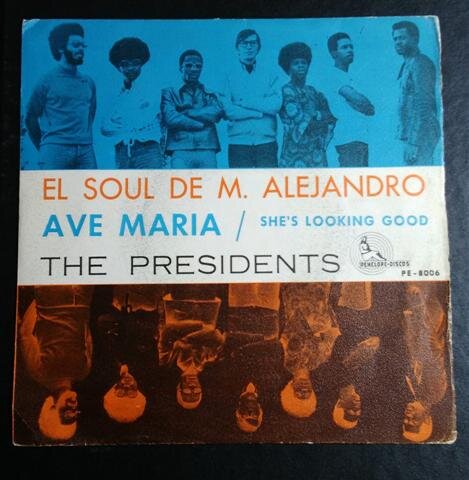 EL SOUL DE M. ALEJANDRO
AVE MARIA / SHE'S LOOKING GOOD
THE PRESIDENTS
PENELOPE-DISCOS
PE-8006